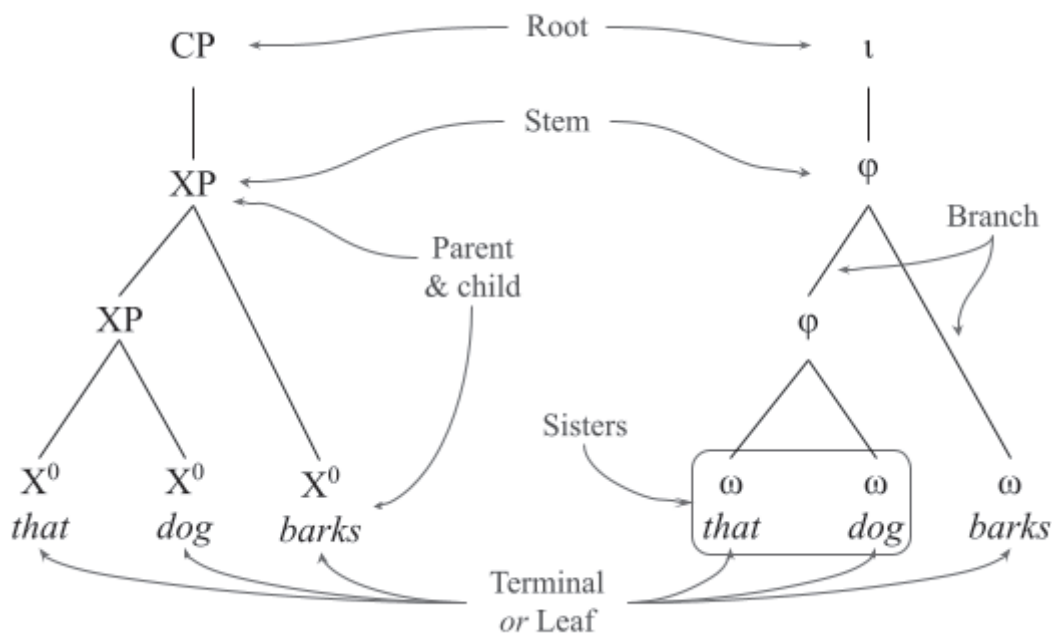 CP Root ι
Stem
XP φ
Branch
Parent
& child
XP φ
Sisters
X⁰ X⁰ X⁰ ω ω ω
that dog barks that dog barks
Terminal
or Leaf